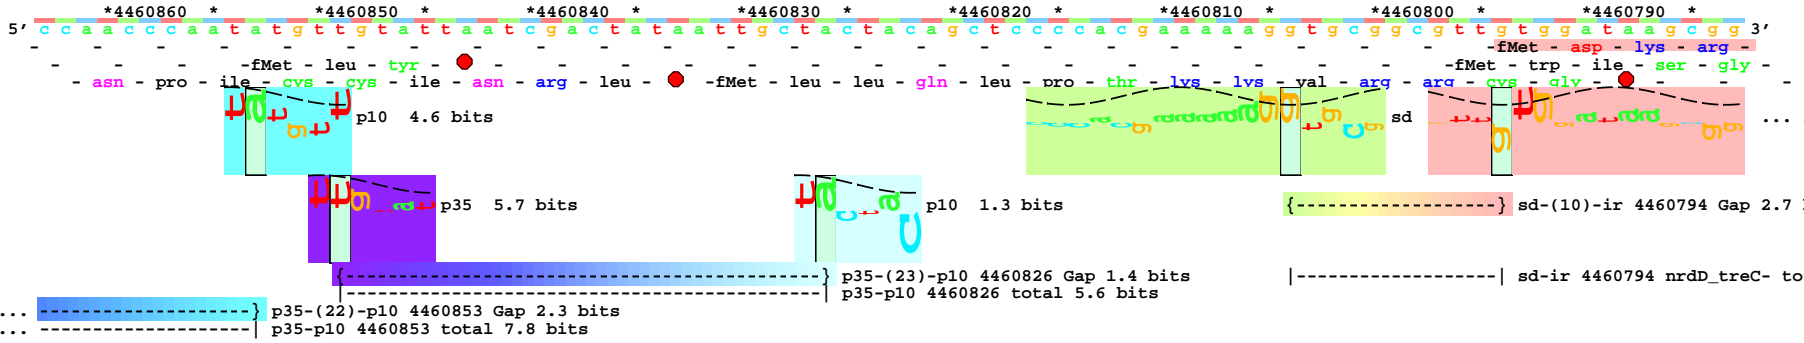 *4460860 * *4460850 * *4460840 * *4460830 * *4460820 * *4460810 * *4460800 * *4460790 *
5' c c a a c c c a a t a t g t t g t a t t a a t c g a c t a t a a t t g c t a c t a c a g c t c c c c a c g a a a a a g g t g c g g c g t t g t g g a t a a g c g g 3'
fMet - asp - lys - arg -
-fMet - leu - tyr - -fMet - trp - ile - ser - gly -
- asn - pro - ile - cys - cys - ile - asn - arg - leu - -fMet - leu - leu - gln - leu - pro - thr - lys - lys - val - arg - arg - cys - gly -
t a t g t t p10 4.6 bits c c c a c g a a a a a g g t g c g sd t t g t g g a t a a g g g ...
t t g t a t p35 5.7 bits t a c t a c p10 1.3 bits {--------------------} sd-(10)-ir 4460794 Gap 2.7
{----------------------------------------------} p35-(23)-p10 4460826 Gap 1.4 bits |--------------------| sd-ir 4460794 nrdD_treC- to
|----------------------------------------------| p35-p10 4460826 total 5.6 bits
... --------------------} p35-(22)-p10 4460853 Gap 2.3 bits
... --------------------| p35-p10 4460853 total 7.8 bits